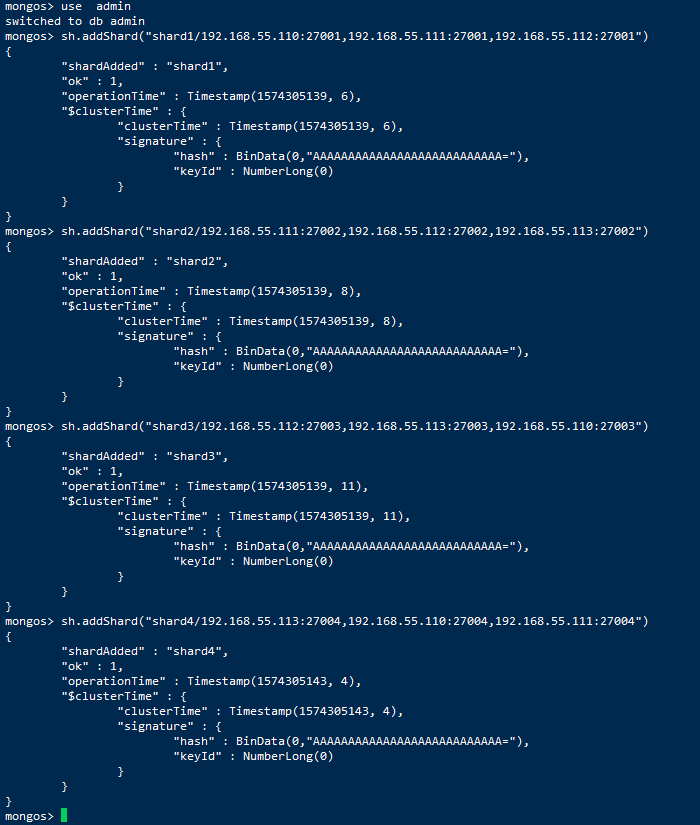 mongos> use  admin
switched to db admin
mongos> sh.addShard("shard1/192.168.55.110:27001,192.168.55.111:27001,192.168.55.112:27001")
{
        "shardAdded" : "shard1",
        "ok" : 1,
        "operationTime" : Timestamp(1574305139, 6),
        "$clusterTime" : {
                "clusterTime" : Timestamp(1574305139, 6),
                "signature" : {
                        "hash" : BinData(0,"AAAAAAAAAAAAAAAAAAAAAAAAAAA="),
                        "keyId" : NumberLong(0)
                }
        }
}
mongos> sh.addShard("shard2/192.168.55.111:27002,192.168.55.112:27002,192.168.55.113:27002")
{
        "shardAdded" : "shard2",
        "ok" : 1,
        "operationTime" : Timestamp(1574305139, 8),
        "$clusterTime" : {
                "clusterTime" : Timestamp(1574305139, 8),
                "signature" : {
                        "hash" : BinData(0,"AAAAAAAAAAAAAAAAAAAAAAAAAAA="),
                        "keyId" : NumberLong(0)
                }
        }
}
mongos> sh.addShard("shard3/192.168.55.112:27003,192.168.55.113:27003,192.168.55.110:27003")
{
        "shardAdded" : "shard3",
        "ok" : 1,
        "operationTime" : Timestamp(1574305139, 11),
        "$clusterTime" : {
                "clusterTime" : Timestamp(1574305139, 11),
                "signature" : {
                        "hash" : BinData(0,"AAAAAAAAAAAAAAAAAAAAAAAAAAA="),
                        "keyId" : NumberLong(0)
                }
        }
}
mongos> sh.addShard("shard4/192.168.55.113:27004,192.168.55.110:27004,192.168.55.111:27004")
{
        "shardAdded" : "shard4",
        "ok" : 1,
        "operationTime" : Timestamp(1574305143, 4),
        "$clusterTime" : {
                "clusterTime" : Timestamp(1574305143, 4),
                "signature" : {
                        "hash" : BinData(0,"AAAAAAAAAAAAAAAAAAAAAAAAAAA="),
                        "keyId" : NumberLong(0)
                }
        }
}
mongos>